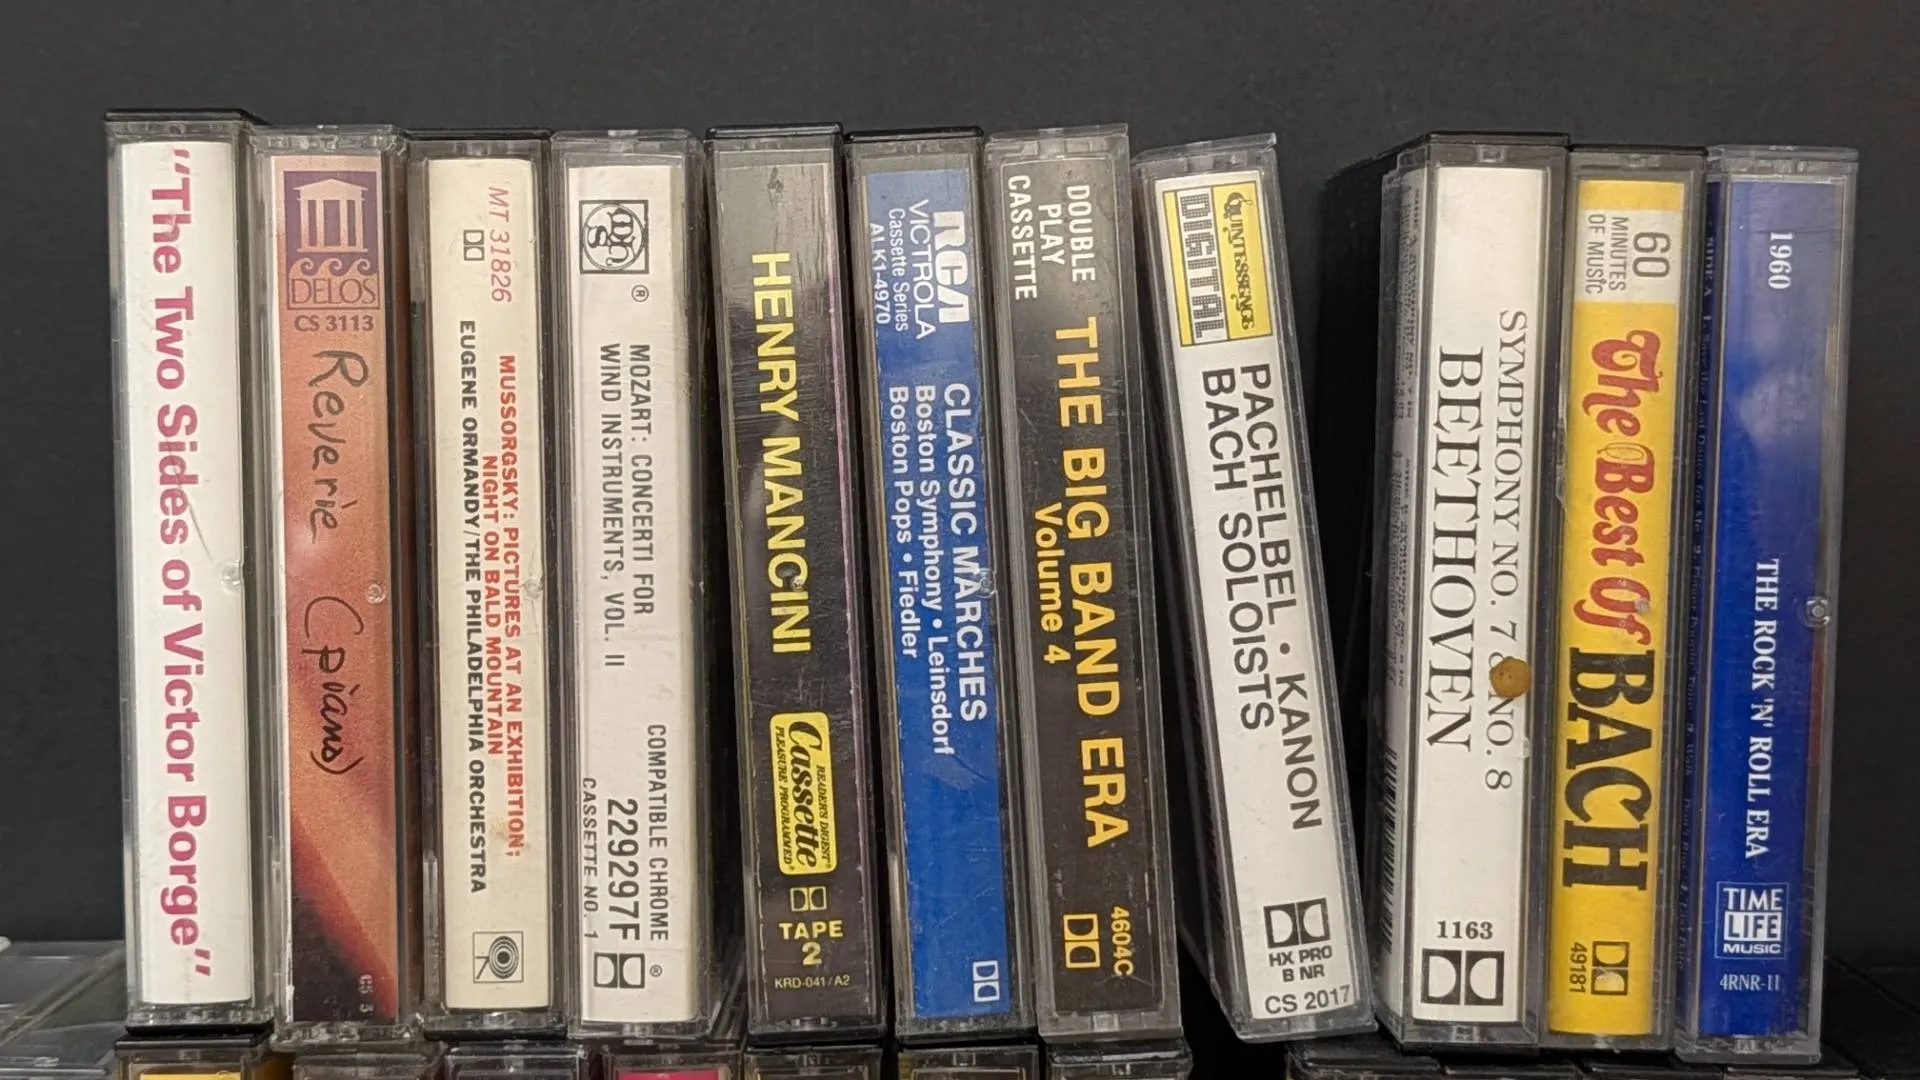 "The Two Sides of Victor Borge"
DELOS
CS 3113
Reverie
(piano)
MT 31826
MUSSORGSKY: PICTURES AT AN EXHIBITION;
NIGHT ON BALD MOUNTAIN
EUGENE ORMANDY/THE PHILADELPHIA ORCHESTRA
®
MOZART: CONCERTI FOR
WIND INSTRUMENTS, VOL. II
COMPATIBLE CHROME
229297F
CASSETTE NO. 1
®
HENRY MANCINI
READER'S DIGEST®
Cassette
PLEASURE PROGRAMED®
TAPE
2
KRD-041/A2
RCA
VICTROLA
Cassette Series
ALK1-4970
CLASSIC MARCHES
Boston Symphony • Leinsdorf
Boston Pops • Fiedler
DOUBLE
PLAY
CASSETTE
THE BIG BAND ERA
Volume 4
4604C
QUINTESSENCE
DIGITAL
PACHELBEL • KANON
BACH SOLOISTS
HX PRO
B NR
CS 2017
SYMPHONY NO. 7 & NO. 8
BEETHOVEN
1163
60
MINUTES
OF MUSIC
The Best Of
BACH
49181
1960
THE ROCK 'N' ROLL ERA
TIME
LIFE
MUSIC
4RNR-11